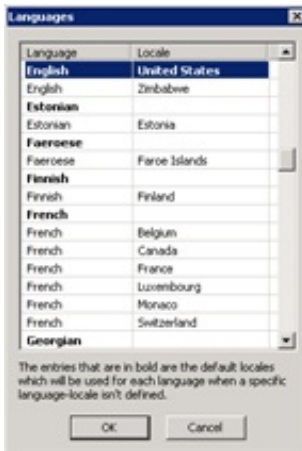 Languages
Language Locale
English United States
English Zimbabwe
Estonian
Estonian Estonia
Faeroese
Faeroese Faroe Islands
Finnish
Finnish Finland
French
French Belgium
French Canada
French France
French Luxembourg
French Monaco
French Switzerland
Georgian
The entries that are in bold are the default locales
which will be used for each language when a specific
language-locale isn't defined.
OK Cancel